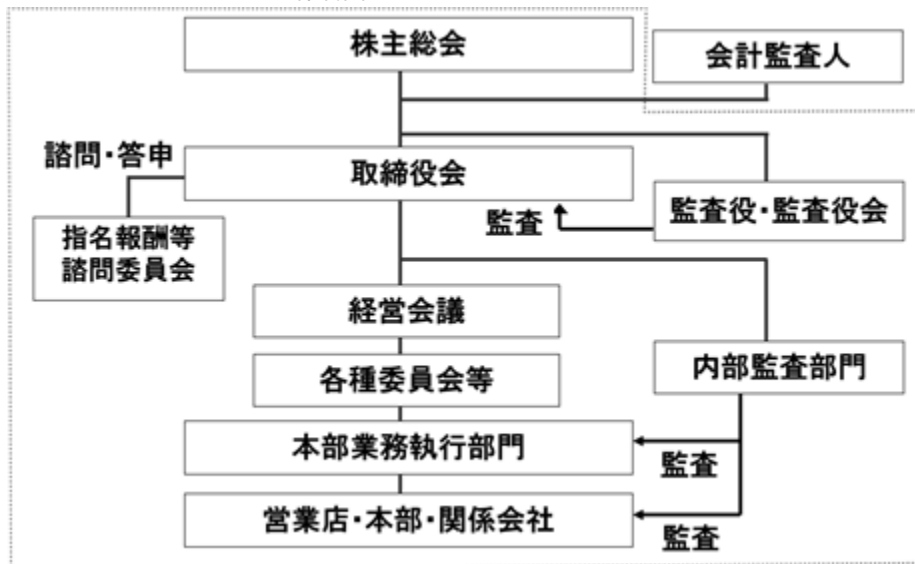 株主総会
会計監査人
諮問・答申
取締役会
監査
監査役・監査役会
指名報酬等
諮問委員会
経営会議
各種委員会等
内部監査部門
本部業務執行部門
監査
営業店・本部・関係会社
監査